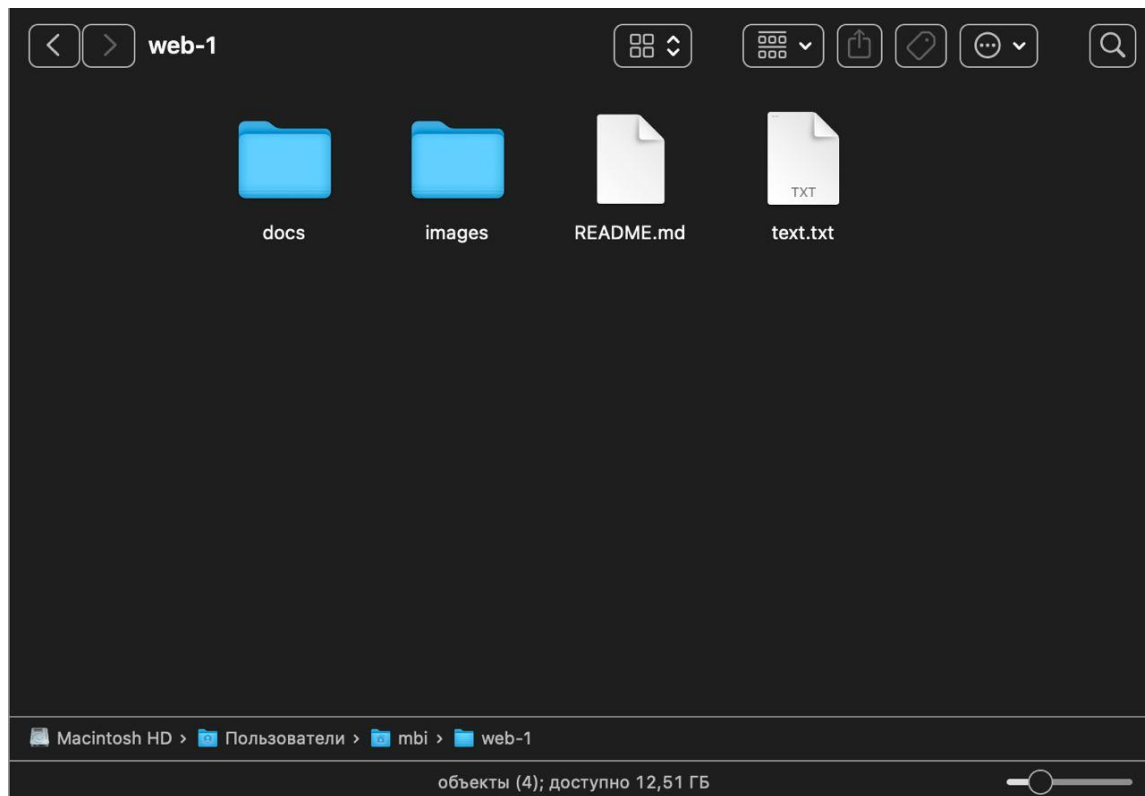 web-1
docs
images
README.md
TXT
text.txt
Macintosh HD › Пользователи › mbi › web-1
объекты (4); доступно 12,51 ГБ